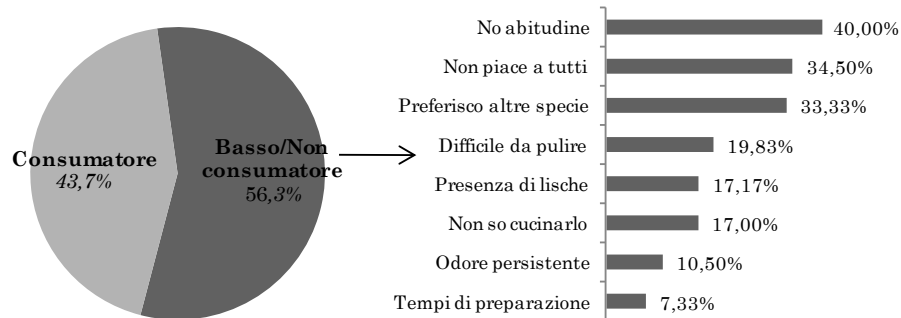 Consumatore
43,7%
Basso/Non
consumatore
56,3%
No abitudine 40,00%
Non piace a tutti 34,50%
Preferisco altre specie 33,33%
Difficile da pulire 19,83%
Presenza di lische 17,17%
Non so cucinarlo 17,00%
Odore persistente 10,50%
Tempi di preparazione 7,33%